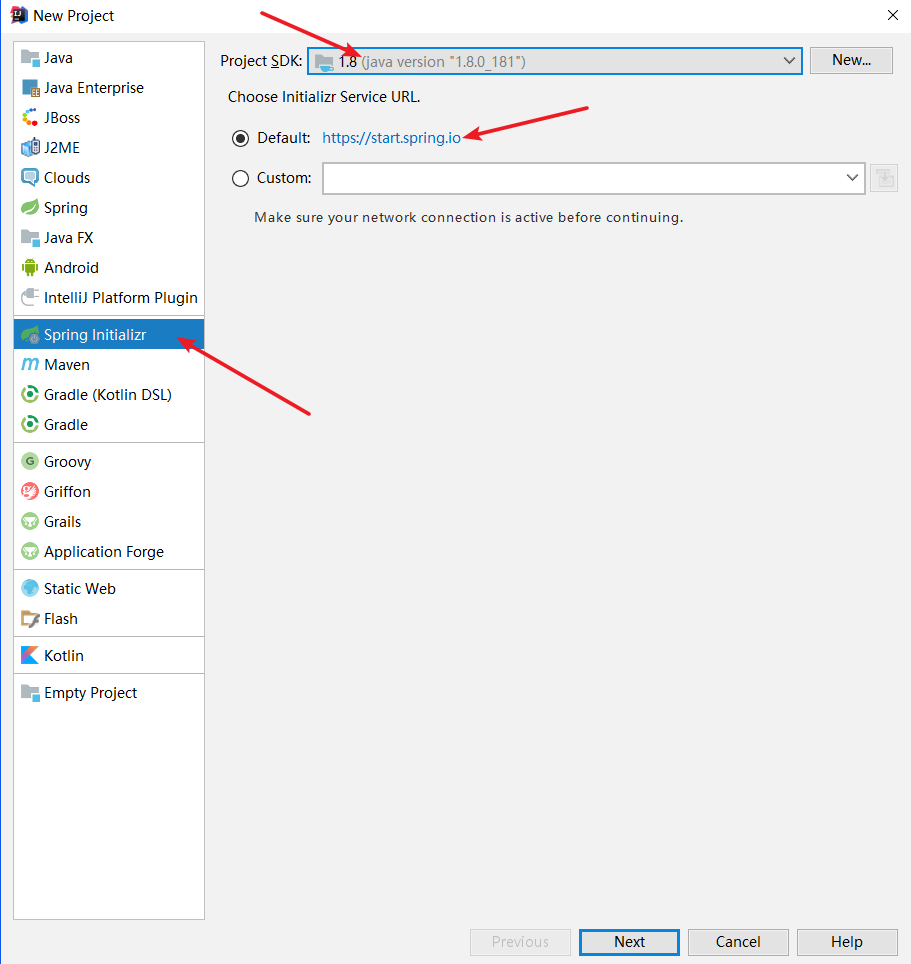 New Project
Java
Java Enterprise
JBoss
J2ME
Clouds
Spring
Java FX
Android
IntelliJ Platform Plugin
Spring Initializr
Maven
Gradle (Kotlin DSL)
Gradle
Groovy
Griffon
Grails
Application Forge
Static Web
Flash
Kotlin
Empty Project
Project SDK: 1.8 (java version "1.8.0_181") New...
Choose Initializr Service URL.
Default: https://start.spring.io
Custom:
Make sure your network connection is active before continuing.
Previous Next Cancel Help